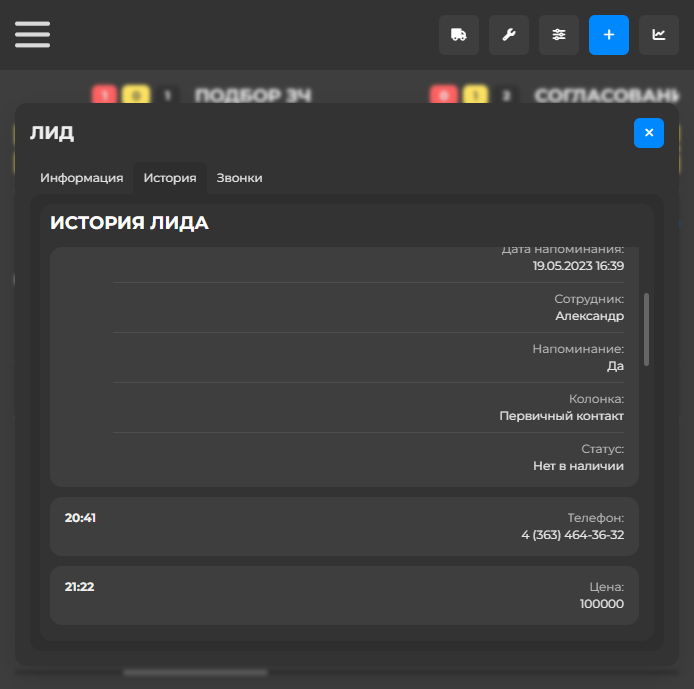 1 0 1 ПОДБОР ЗЧ
0 1 2 СОГЛАСОВАНИ
ЛИД
Информация История Звонки
ИСТОРИЯ ЛИДА
Дата напоминания:
19.05.2023 16:39
Сотрудник:
Александр
Напоминание:
Да
Колонка:
Первичный контакт
Статус:
Нет в наличии
20:41
Телефон:
4 (363) 464-36-32
21:22
Цена:
100000